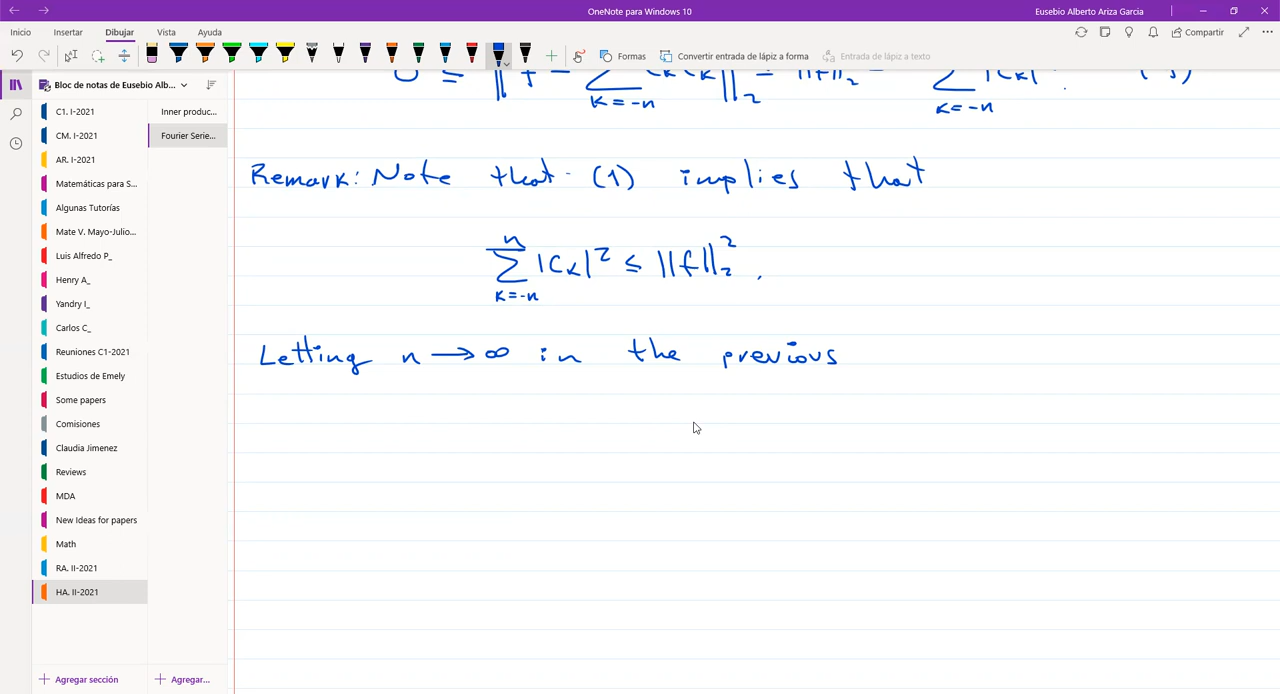 OneNote para Windows 10
Eusebio Alberto Ariza Garcia
Inicio Insertar Dibujar Vista Ayuda
Compartir
Formas Convertir entrada de lápiz a forma Entrada de lápiz a texto
Bloc de notas de Eusebio Alb...
C1. I-2021
CM. I-2021
AR. I-2021
Matemáticas para S...
Algunas Tutorías
Mate V. Mayo-Julio...
Luis Alfredo P_
Henry A_
Yandry I_
Carlos C_
Reuniones C1-2021
Estudios de Emely
Some papers
Comisiones
Claudia Jimenez
Reviews
MDA
New Ideas for papers
Math
RA. II-2021
HA. II-2021
Agregar sección
Inner produc...
Fourier Serie...
Agregar...
K=-n 2 K=-n
Remark: Note that (1) implies that
n
∑ |CK|² ≤ ||f||₂² .
K=-n
Letting n → ∞ in the previous